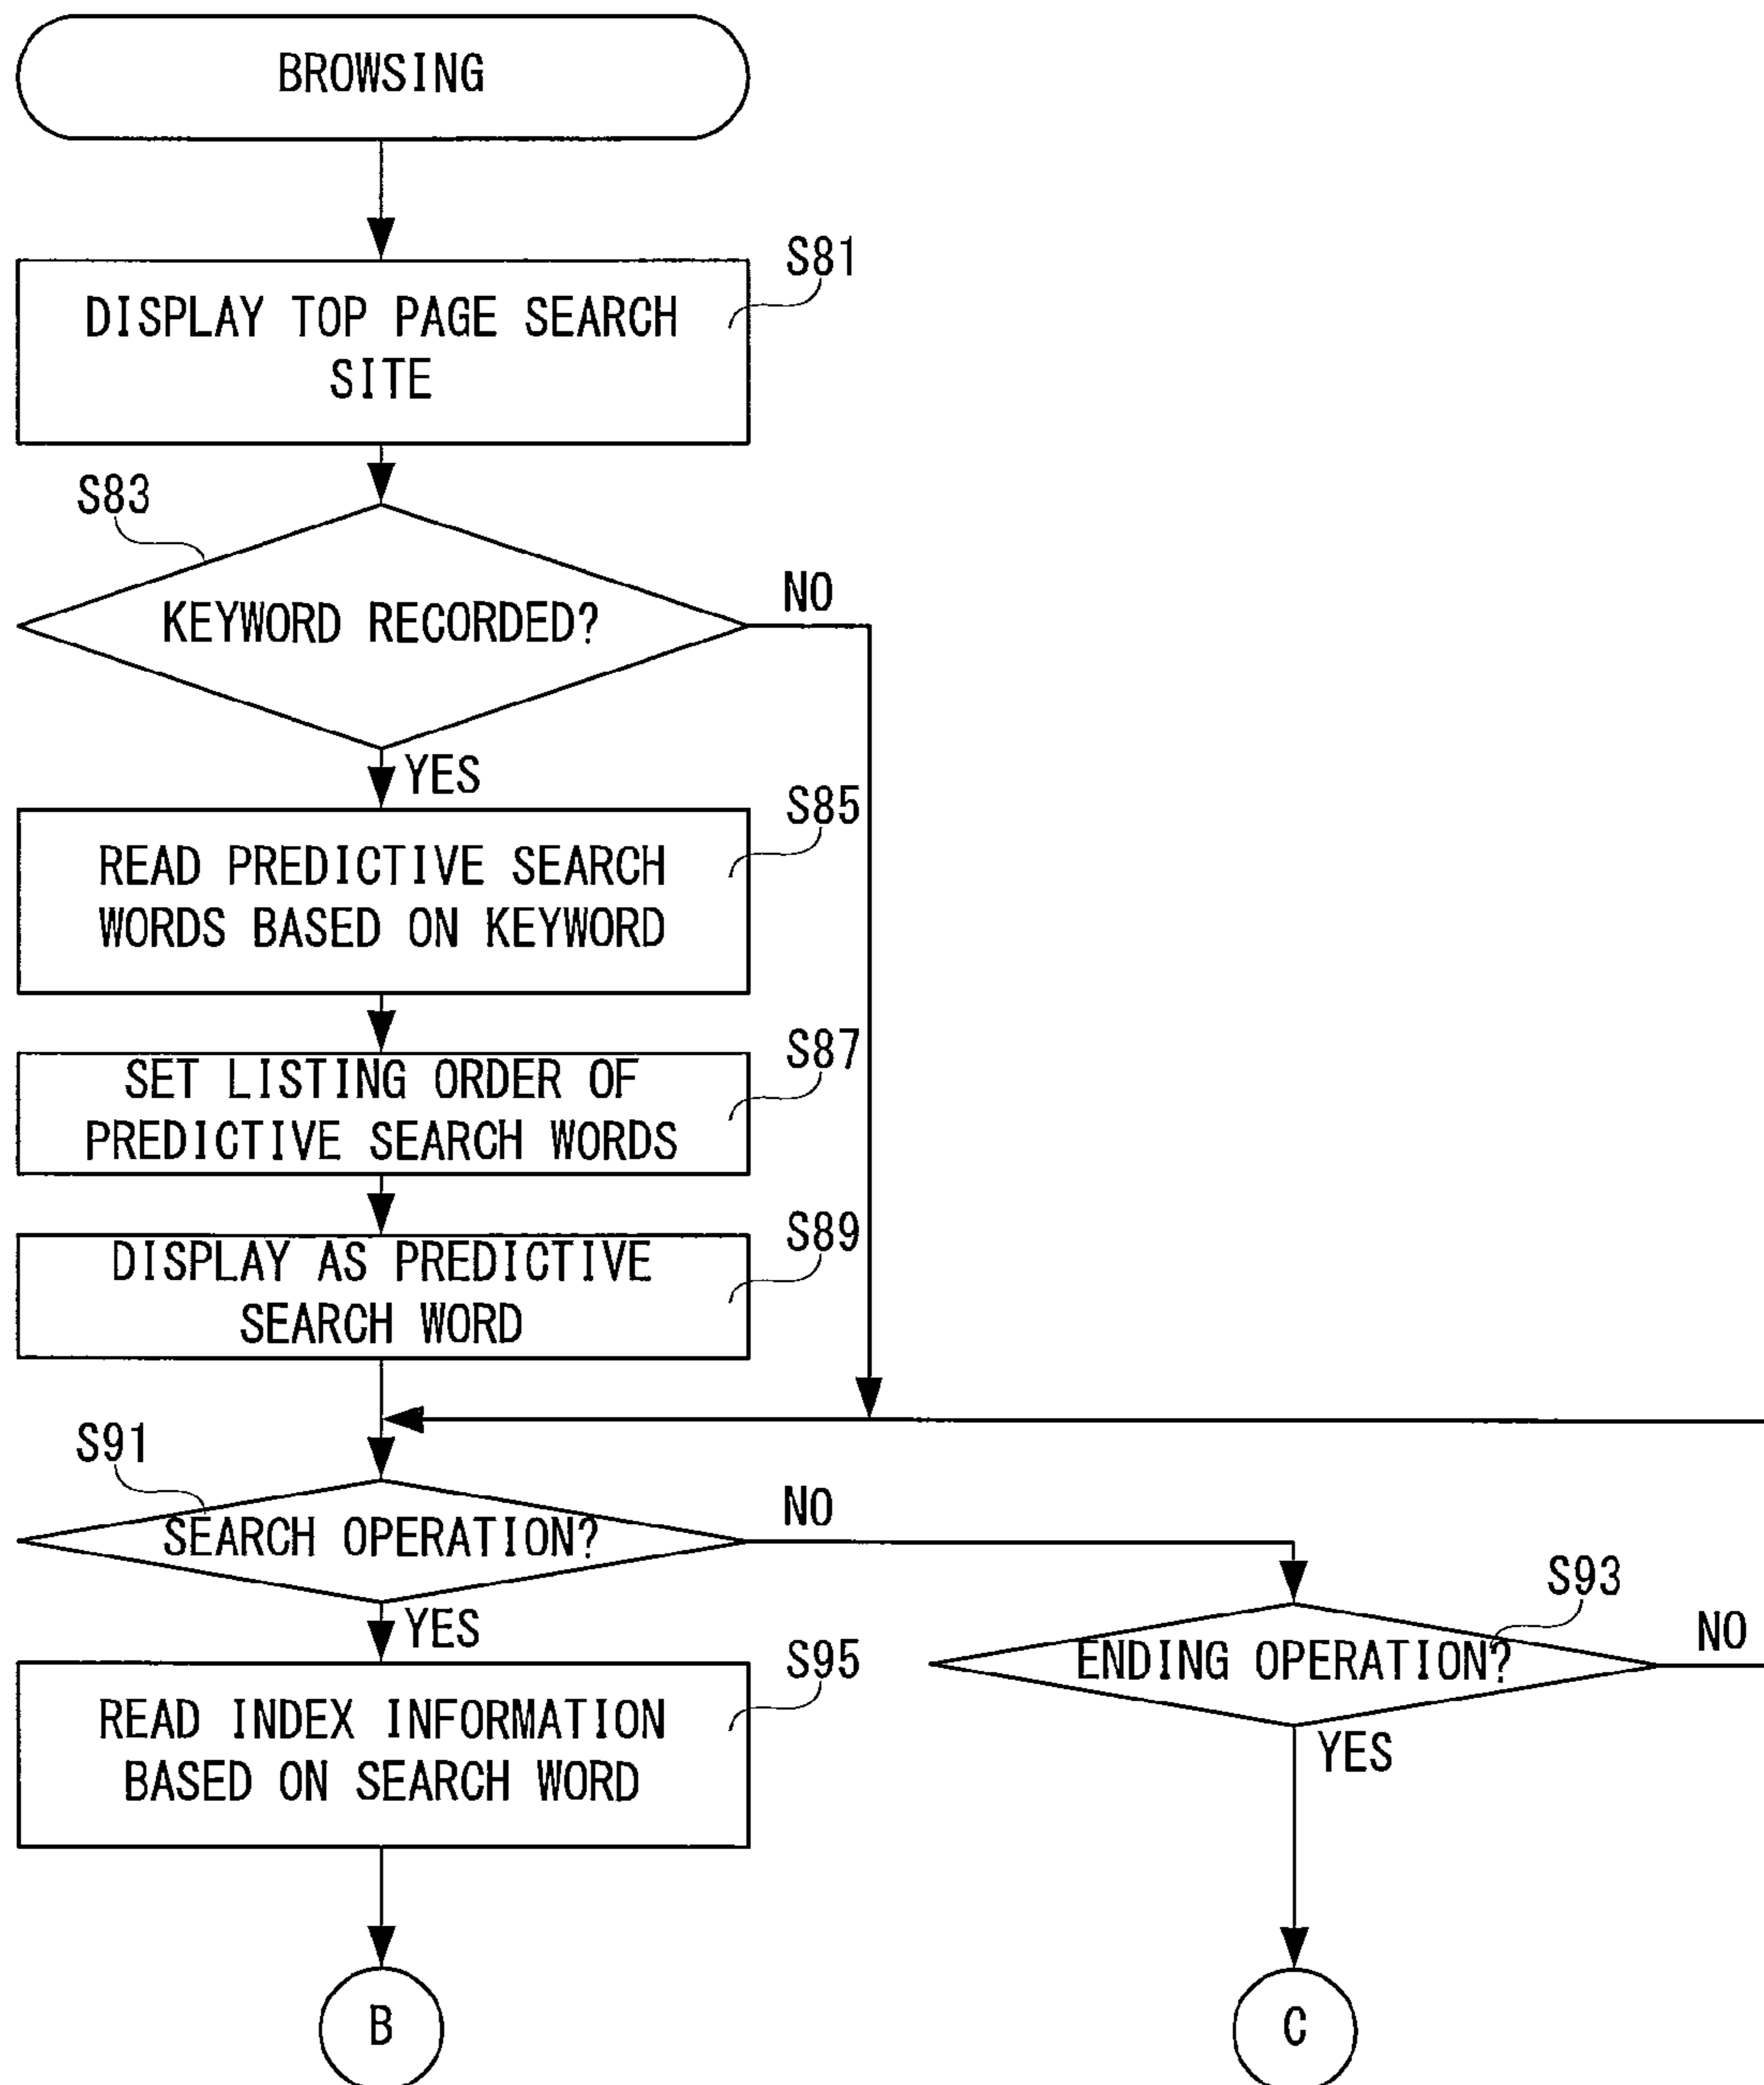 BROWSING
S81
DISPLAY TOP PAGE SEARCH
SITE
S83
KEYWORD RECORDED?
NO
YES
S85
READ PREDICTIVE SEARCH
WORDS BASED ON KEYWORD
S87
SET LISTING ORDER OF
PREDICTIVE SEARCH WORDS
S89
DISPLAY AS PREDICTIVE
SEARCH WORD
S91
SEARCH OPERATION?
NO
YES
S93
ENDING OPERATION?
NO
YES
S95
READ INDEX INFORMATION
BASED ON SEARCH WORD
B
C